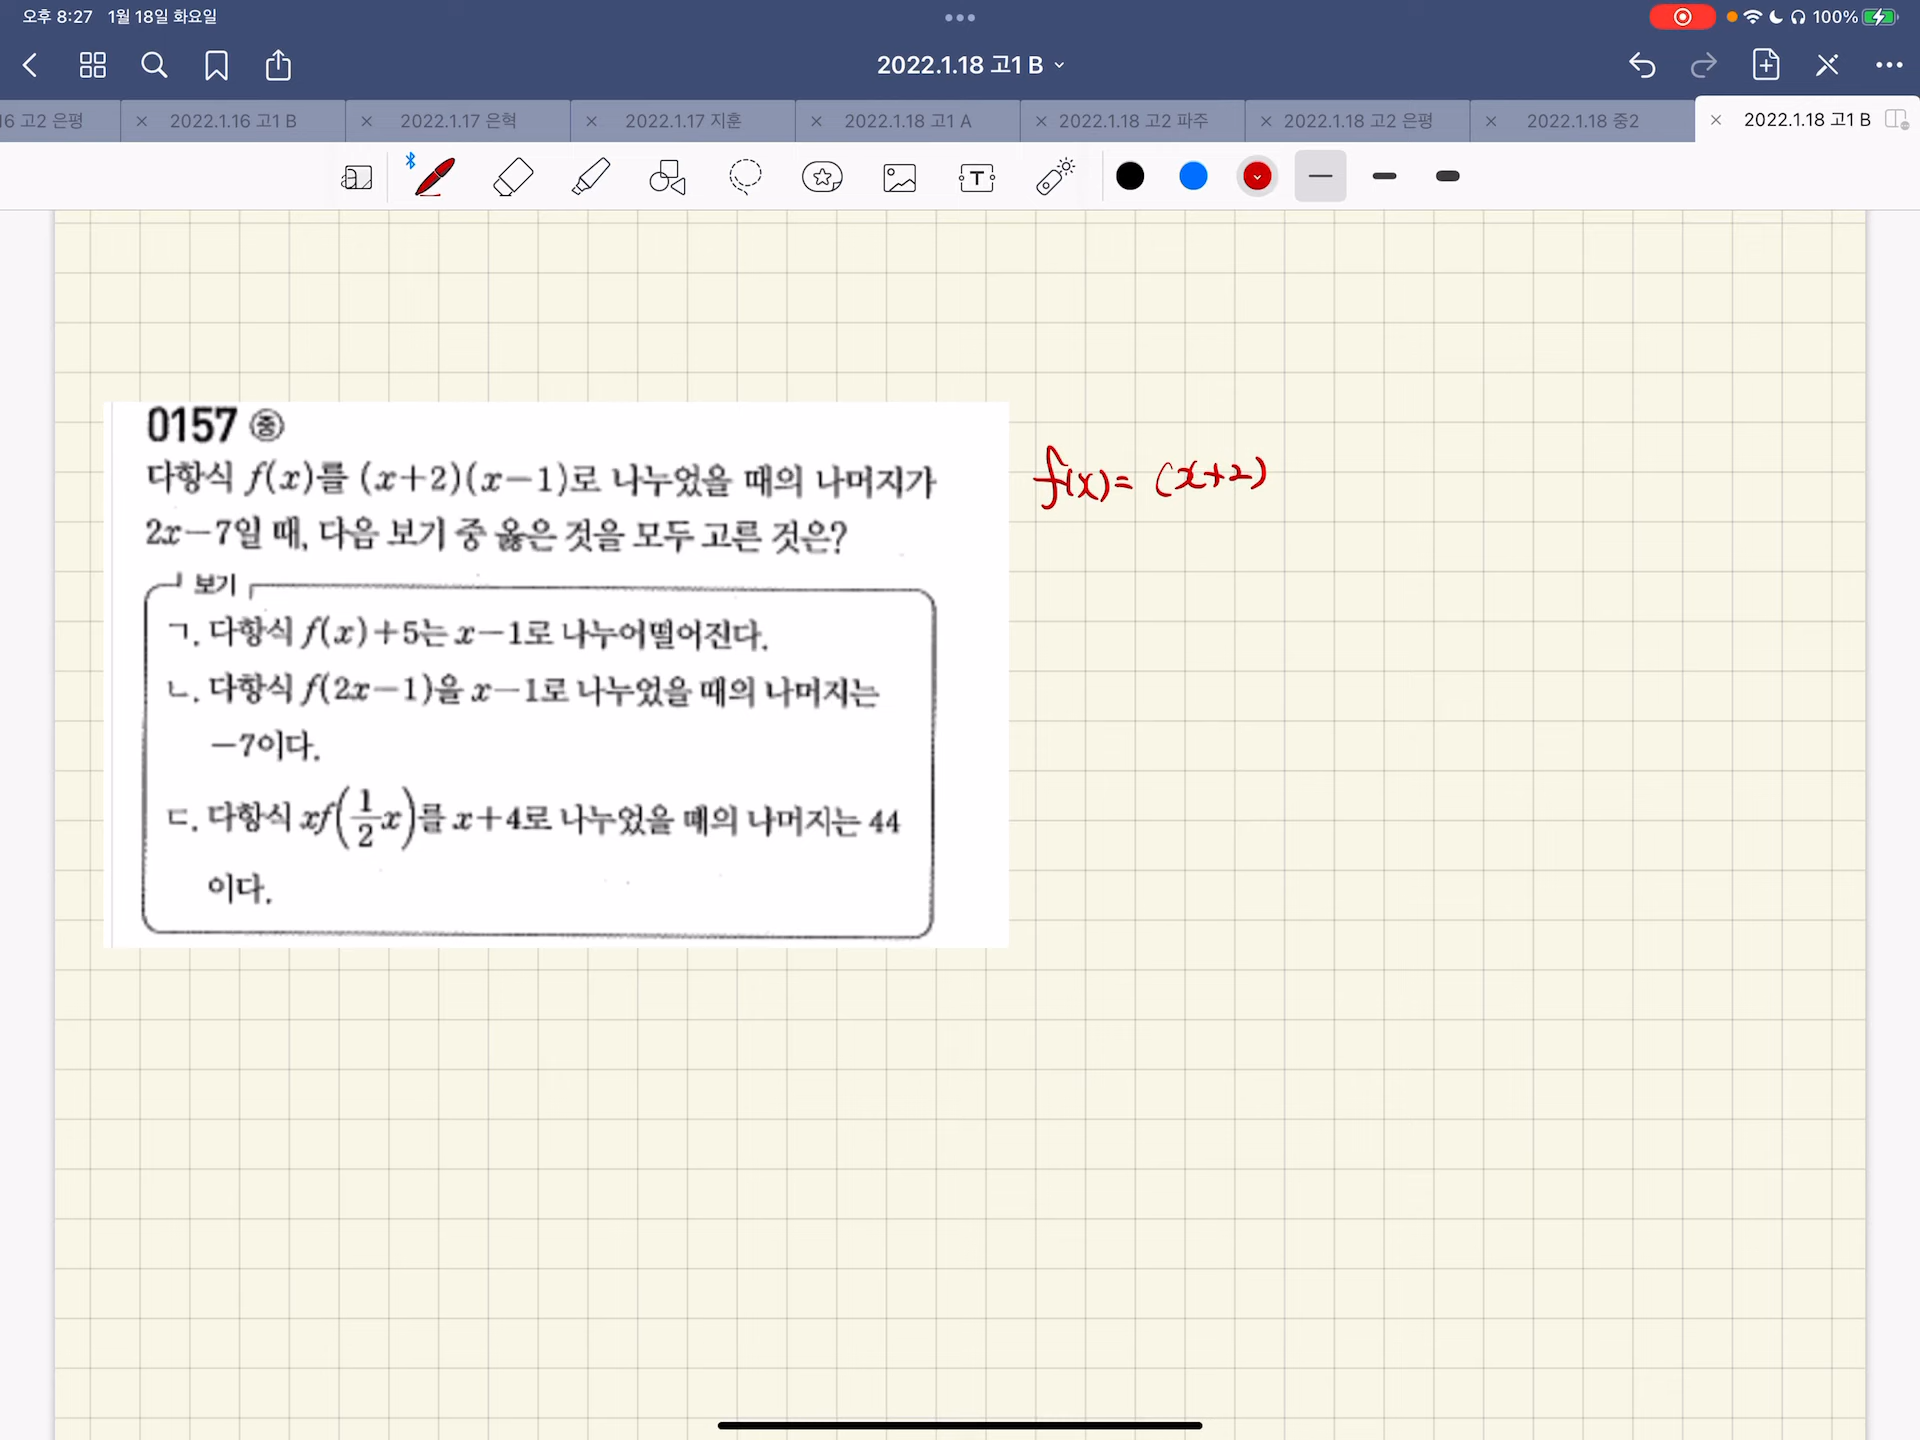 오후 8:27 1월 18일 화요일
100%
2022.1.18 고1 B
16 고2 은평
2022.1.16 고1 B
2022.1.17 은혁
2022.1.17 지훈
2022.1.18 고1 A
2022.1.18 고2 파주
2022.1.18 고2 은평
2022.1.18 중2
2022.1.18 고1 B
0157 중
다항식 f(x)를 (x+2)(x-1)로 나누었을 때의 나머지가
2x-7일 때, 다음 보기 중 옳은 것을 모두 고른 것은?
보기
ㄱ. 다항식 f(x)+5는 x-1로 나누어떨어진다.
ㄴ. 다항식 f(2x-1)을 x-1로 나누었을 때의 나머지는
-7이다.
ㄷ. 다항식 xf(1/2 x)를 x+4로 나누었을 때의 나머지는 44
이다.
f(x)= (x+2)